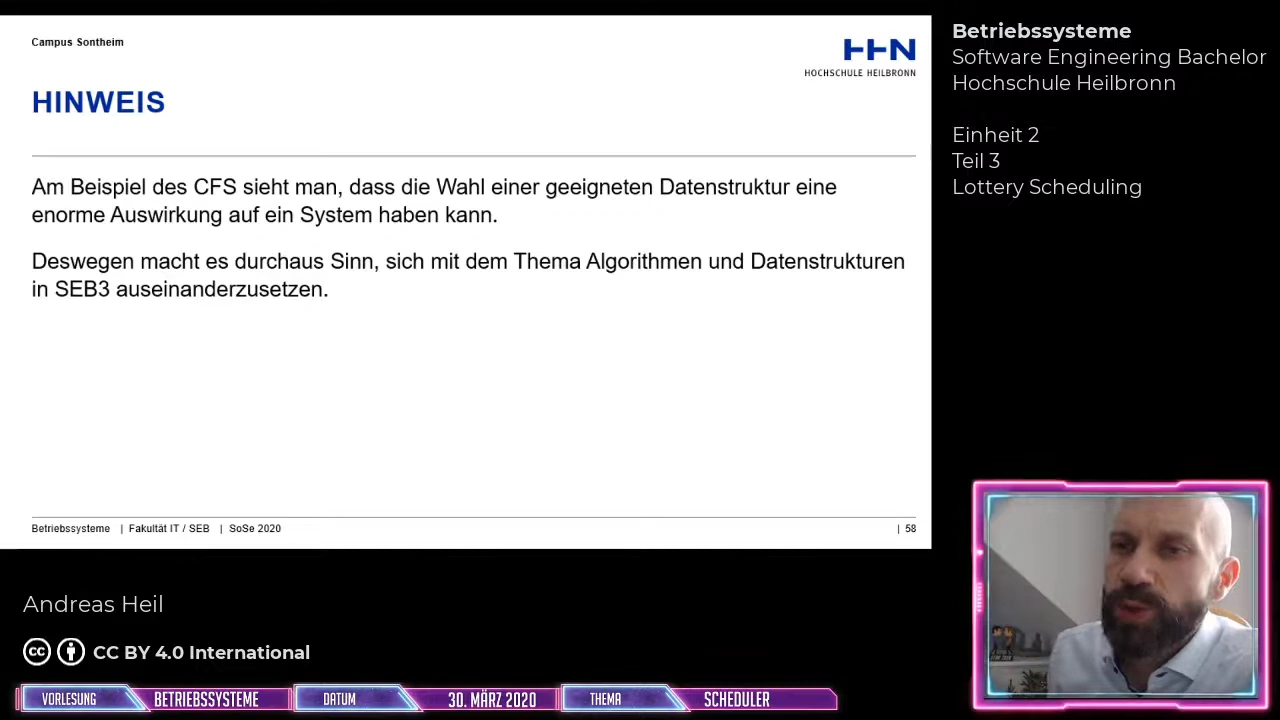 Campus Sontheim
HHN
HOCHSCHULE HEILBRONN
HINWEIS
Am Beispiel des CFS sieht man, dass die Wahl einer geeigneten Datenstruktur eine
enorme Auswirkung auf ein System haben kann.
Deswegen macht es durchaus Sinn, sich mit dem Thema Algorithmen und Datenstrukturen
in SEB3 auseinanderzusetzen.
Betriebssysteme | Fakultät IT / SEB | SoSe 2020 | 58
Betriebssysteme
Software Engineering Bachelor
Hochschule Heilbronn
Einheit 2
Teil 3
Lottery Scheduling
Andreas Heil
cc CC BY 4.0 International
VORLESUNG BETRIEBSSYSTEME DATUM 30. MÄRZ 2020 THEMA SCHEDULER